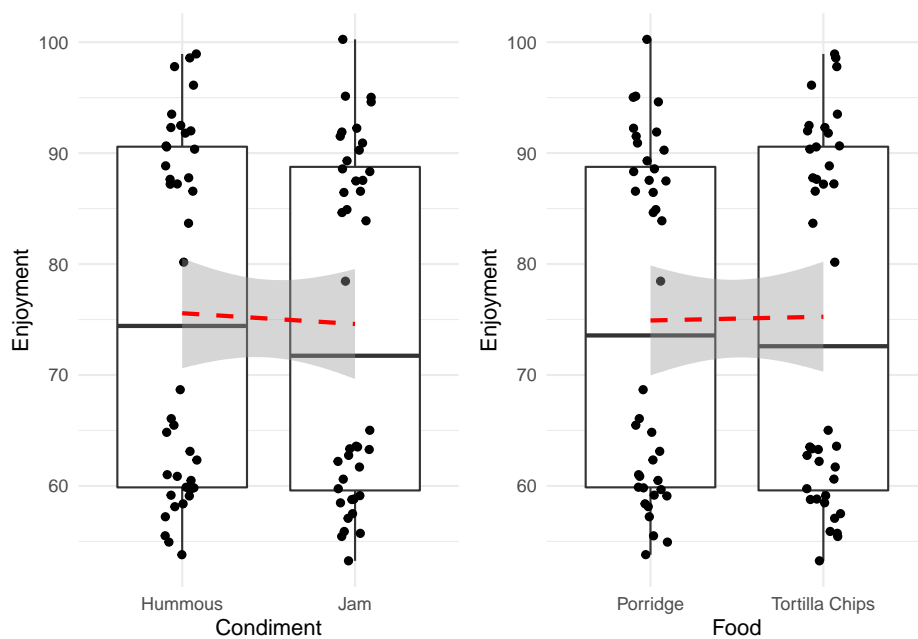 Enjoyment
100
90
80
70
60
Hummous Jam
Condiment
Enjoyment
100
90
80
70
60
Porridge Tortilla Chips
Food